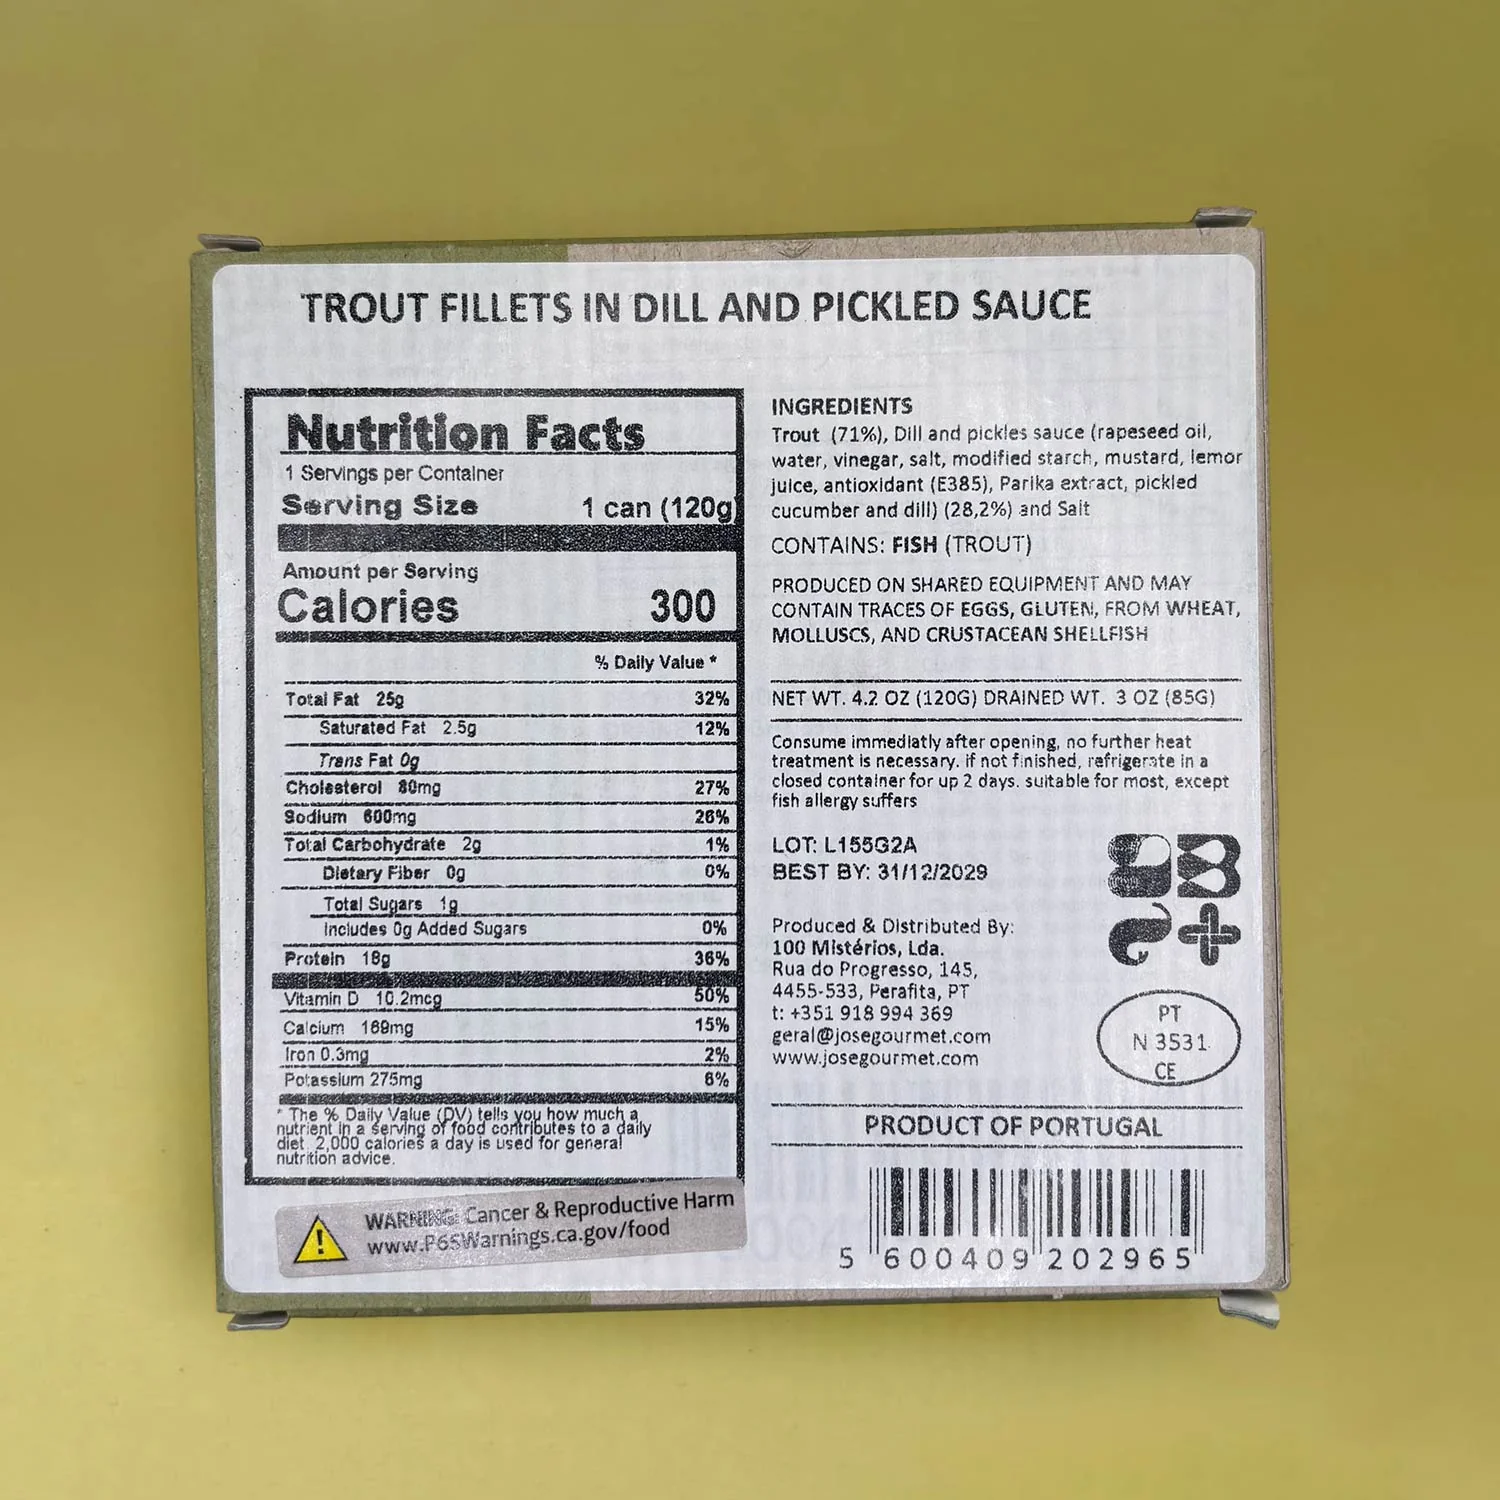 TROUT FILLETS IN DILL AND PICKLED SAUCE
Nutrition Facts
1 Servings per Container
Serving Size 1 can (120g)
Amount per Serving
Calories 300
% Daily Value *
Total Fat 25g 32%
Saturated Fat 2.5g 12%
Trans Fat 0g
Cholesterol 80mg 27%
Sodium 600mg 26%
Total Carbohydrate 2g 1%
Dietary Fiber 0g 0%
Total Sugars 1g
Includes 0g Added Sugars 0%
Protein 18g 36%
Vitamin D 10.2mcg 50%
Calcium 169mg 15%
Iron 0.3mg 2%
Potassium 275mg 6%
* The % Daily Value (DV) tells you how much a
nutrient in a serving of food contributes to a daily
diet. 2,000 calories a day is used for general
nutrition advice.
WARNING: Cancer & Reproductive Harm
www.P65Warnings.ca.gov/food
INGREDIENTS
Trout (71%), Dill and pickles sauce (rapeseed oil,
water, vinegar, salt, modified starch, mustard, lemor
juice, antioxidant (E385), Parika extract, pickled
cucumber and dill) (28,2%) and Salt
CONTAINS: FISH (TROUT)
PRODUCED ON SHARED EQUIPMENT AND MAY
CONTAIN TRACES OF EGGS, GLUTEN, FROM WHEAT,
MOLLUSCS, AND CRUSTACEAN SHELLFISH
NET WT. 4.2 OZ (120G) DRAINED WT. 3 OZ (85G)
Consume immediatly after opening, no further heat
treatment is necessary. if not finished, refrigerate in a
closed container for up 2 days. suitable for most, except
fish allergy suffers
LOT: L155G2A
BEST BY: 31/12/2029
Produced & Distributed By:
100 Mistérios, Lda.
Rua do Progresso, 145,
4455-533, Perafita, PT
t: +351 918 994 369
geral@josegourmet.com
www.josegourmet.com
PT
N 3531
CE
PRODUCT OF PORTUGAL
5 600409 202965